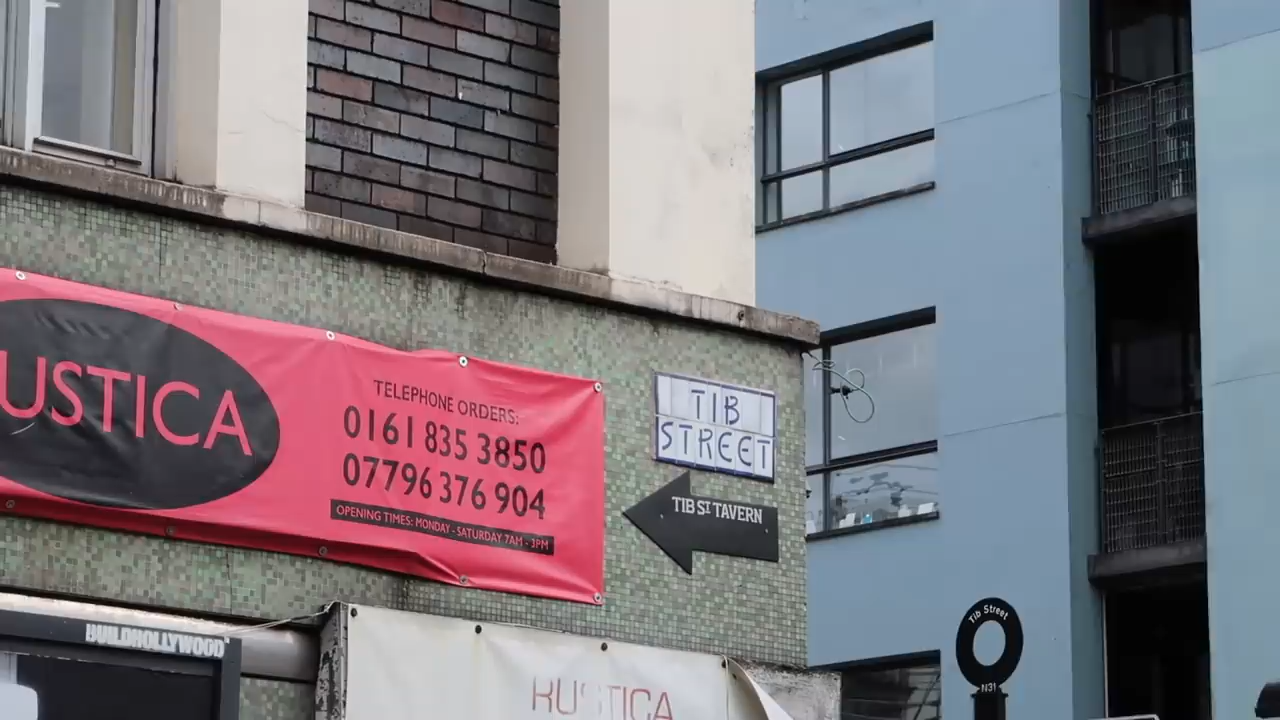 USTICA
TELEPHONE ORDERS:
0161 835 3850
07796 376 904
OPENING TIMES: MONDAY - SATURDAY 7AM - 3PM
TIB
STREET
TIB ST TAVERN
Tib Street
N31
BUILDHOLLYWOOD
RUSTICA